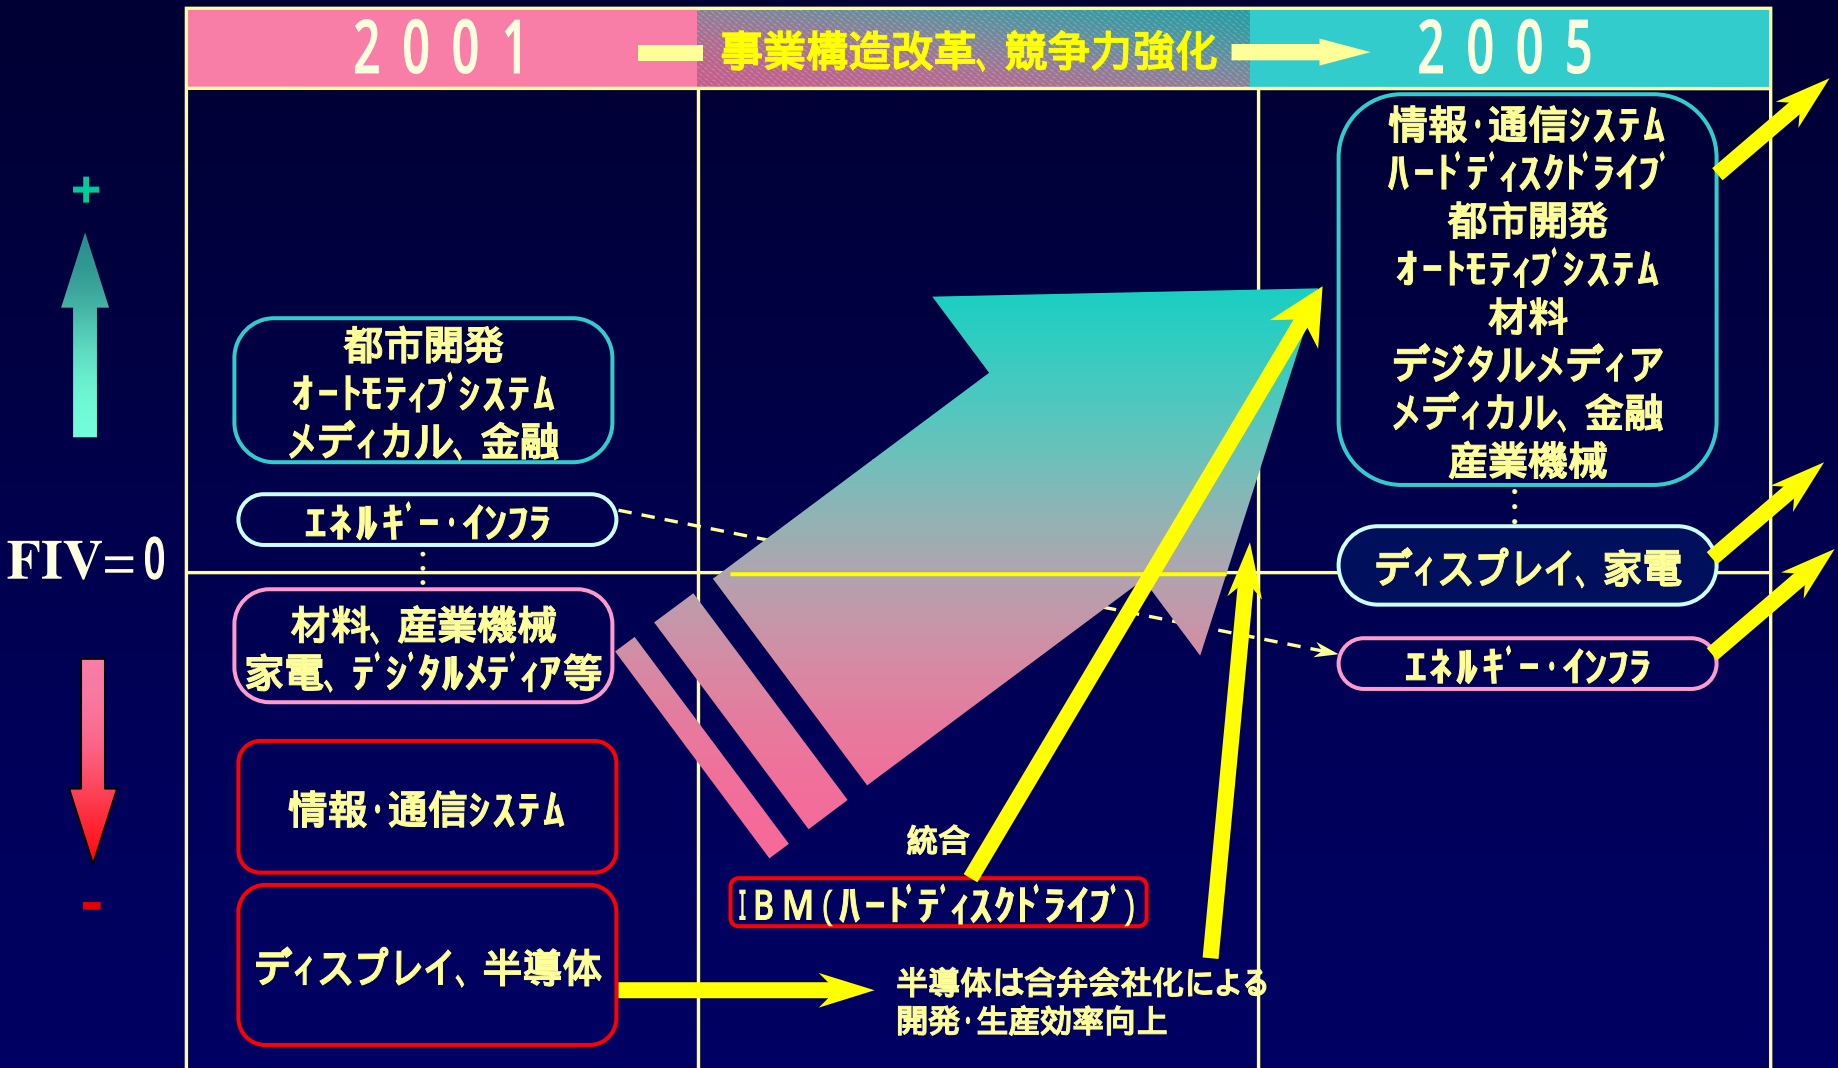 2001
事業構造改革、競争力強化
2005
+
FIV= 0
-
都市開発
ｵｰﾄﾓﾃｨﾌﾞｼｽﾃﾑ
メディカル、金融
ｴﾈﾙｷﾞｰ･ｲﾝﾌﾗ
材料、産業機械
家電、ﾃﾞｼﾞﾀﾙﾒﾃﾞｨｱ等
情報･通信ｼｽﾃﾑ
ディスプレイ、半導体
統合
IBM(ﾊｰﾄﾞﾃﾞｨｽｸﾄﾞﾗｲﾌﾞ)
半導体は合弁会社化による
開発･生産効率向上
情報･通信ｼｽﾃﾑ
ﾊｰﾄﾞﾃﾞｨｽｸﾄﾞﾗｲﾌﾞ
都市開発
ｵｰﾄﾓﾃｨﾌﾞｼｽﾃﾑ
材料
デジタルメディア
メディカル、金融
産業機械
ディスプレイ、家電
ｴﾈﾙｷﾞｰ･ｲﾝﾌﾗ